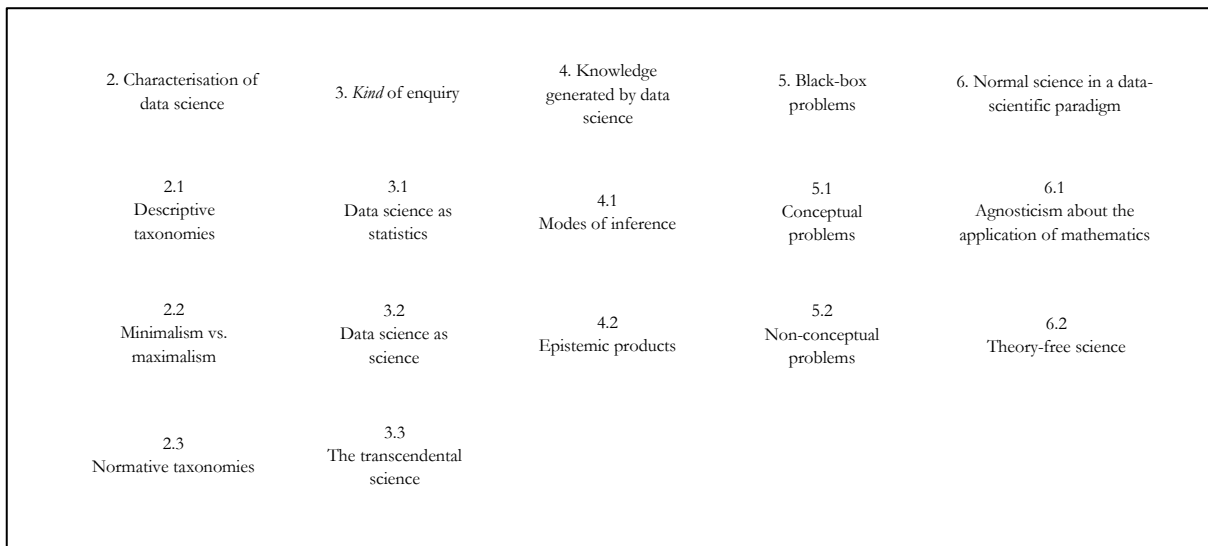 2. Characterisation of
data science
3. Kind of enquiry
4. Knowledge
generated by data
science
5. Black-box
problems
6. Normal science in a data-
scientific paradigm
2.1
Descriptive
taxonomies
3.1
Data science as
statistics
4.1
Modes of inference
5.1
Conceptual
problems
6.1
Agnosticism about the
application of mathematics
2.2
Minimalism vs.
maximalism
3.2
Data science as
science
4.2
Epistemic products
5.2
Non-conceptual
problems
6.2
Theory-free science
2.3
Normative taxonomies
3.3
The transcendental
science